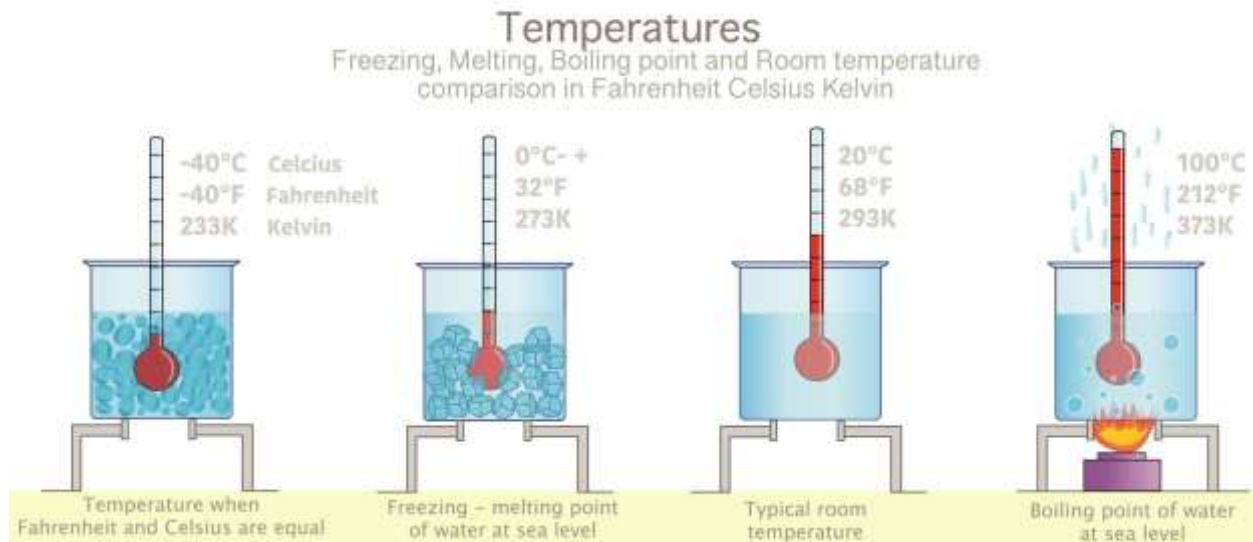 Temperatures
Freezing, Melting, Boiling point and Room temperature
comparison in Fahrenheit Celsius Kelvin
-40°C Celcius
-40°F Fahrenheit
233K Kelvin
0°C- +
32°F
273K
20°C
68°F
293K
100°C
212°F
373K
Temperature when
Fahrenheit and Celsius are equal
Freezing – melting point
of water at sea level
Typical room
temperature
Boiling point of water
at sea level